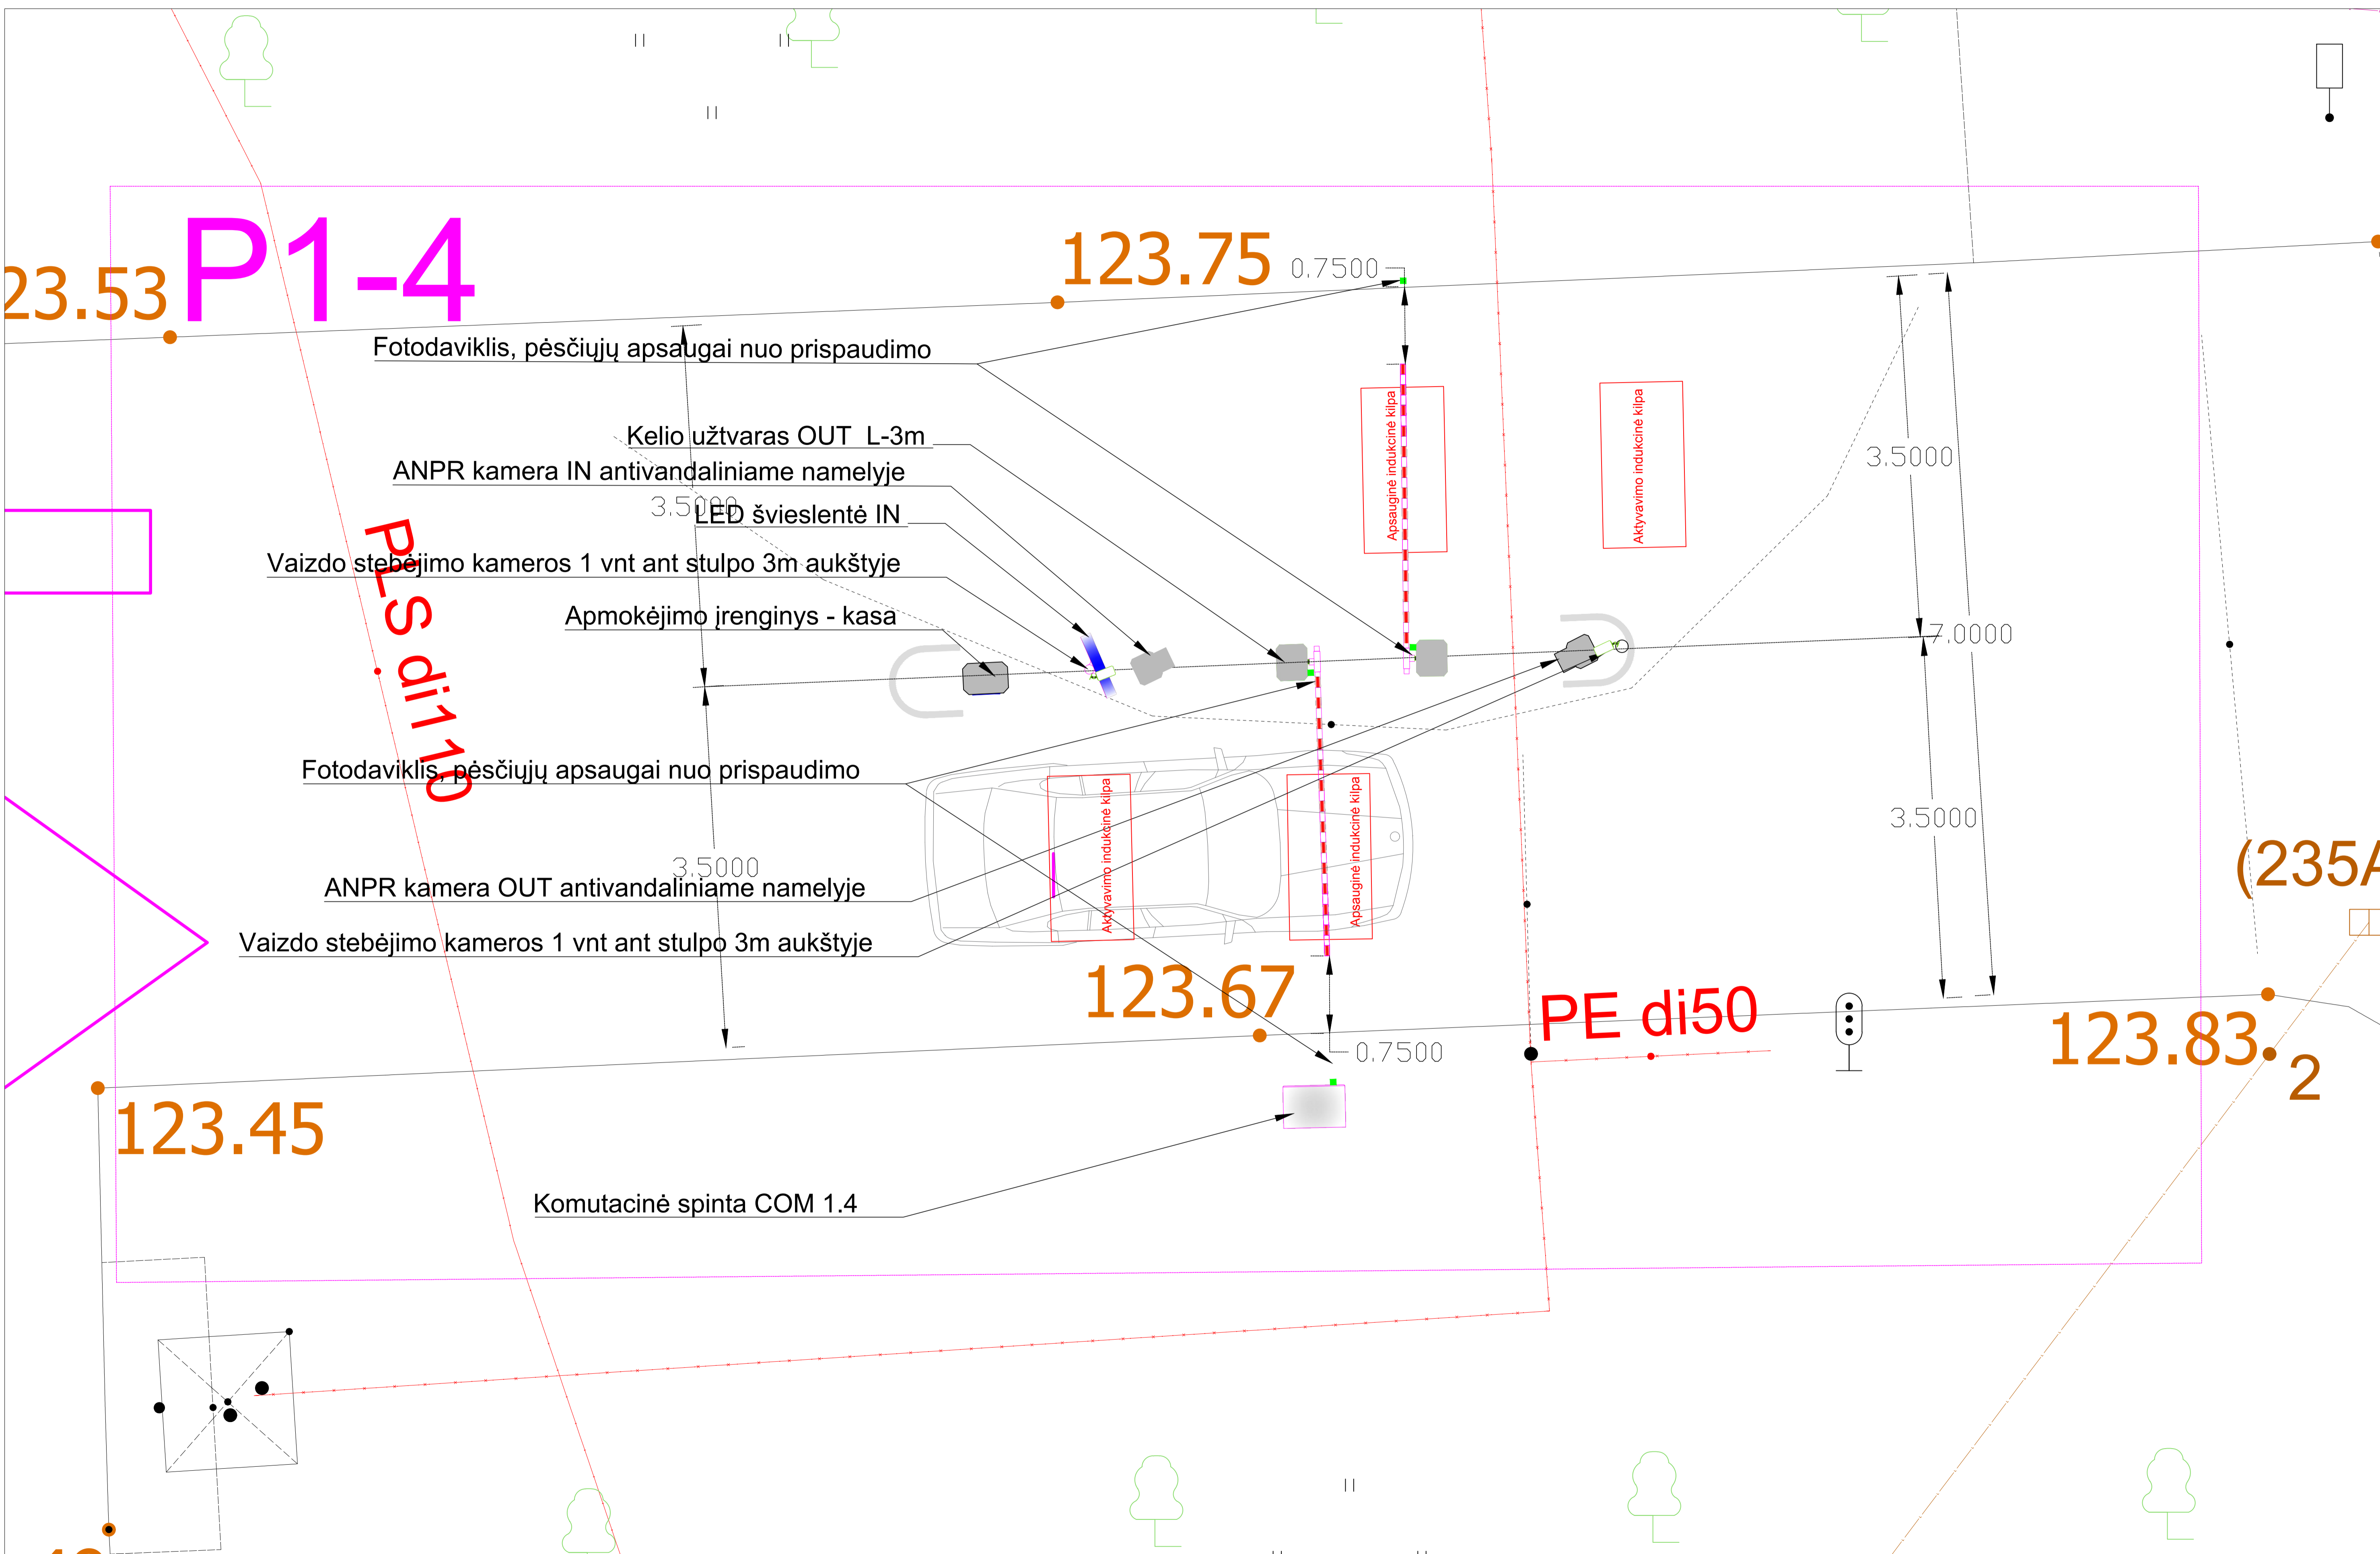 P1-4
123.75
0.7500
23.53
Fotodaviklis, pėsčiųjų apsaugai nuo prispaudimo
Kelio užtvaras OUT L-3m
ANPR kamera IN antivandaliniame namelyje
3.5000
LED švieslentė IN
Vaizdo stebėjimo kameros 1 vnt ant stulpo 3m aukštyje
Apmokėjimo įrenginys - kasa
PLS di110
Apsauginė indukcinė kilpa
Aktyvavimo indukcinė kilpa
3.5000
7.0000
Fotodaviklis, pėsčiųjų apsaugai nuo prispaudimo
Aktyvavimo indukcinė kilpa
Apsauginė indukcinė kilpa
3.5000
3.5000
(235A
ANPR kamera OUT antivandaliniame namelyje
Vaizdo stebėjimo kameros 1 vnt ant stulpo 3m aukštyje
123.67
PE di50
0.7500
123.83
2
123.45
Komutacinė spinta COM 1.4